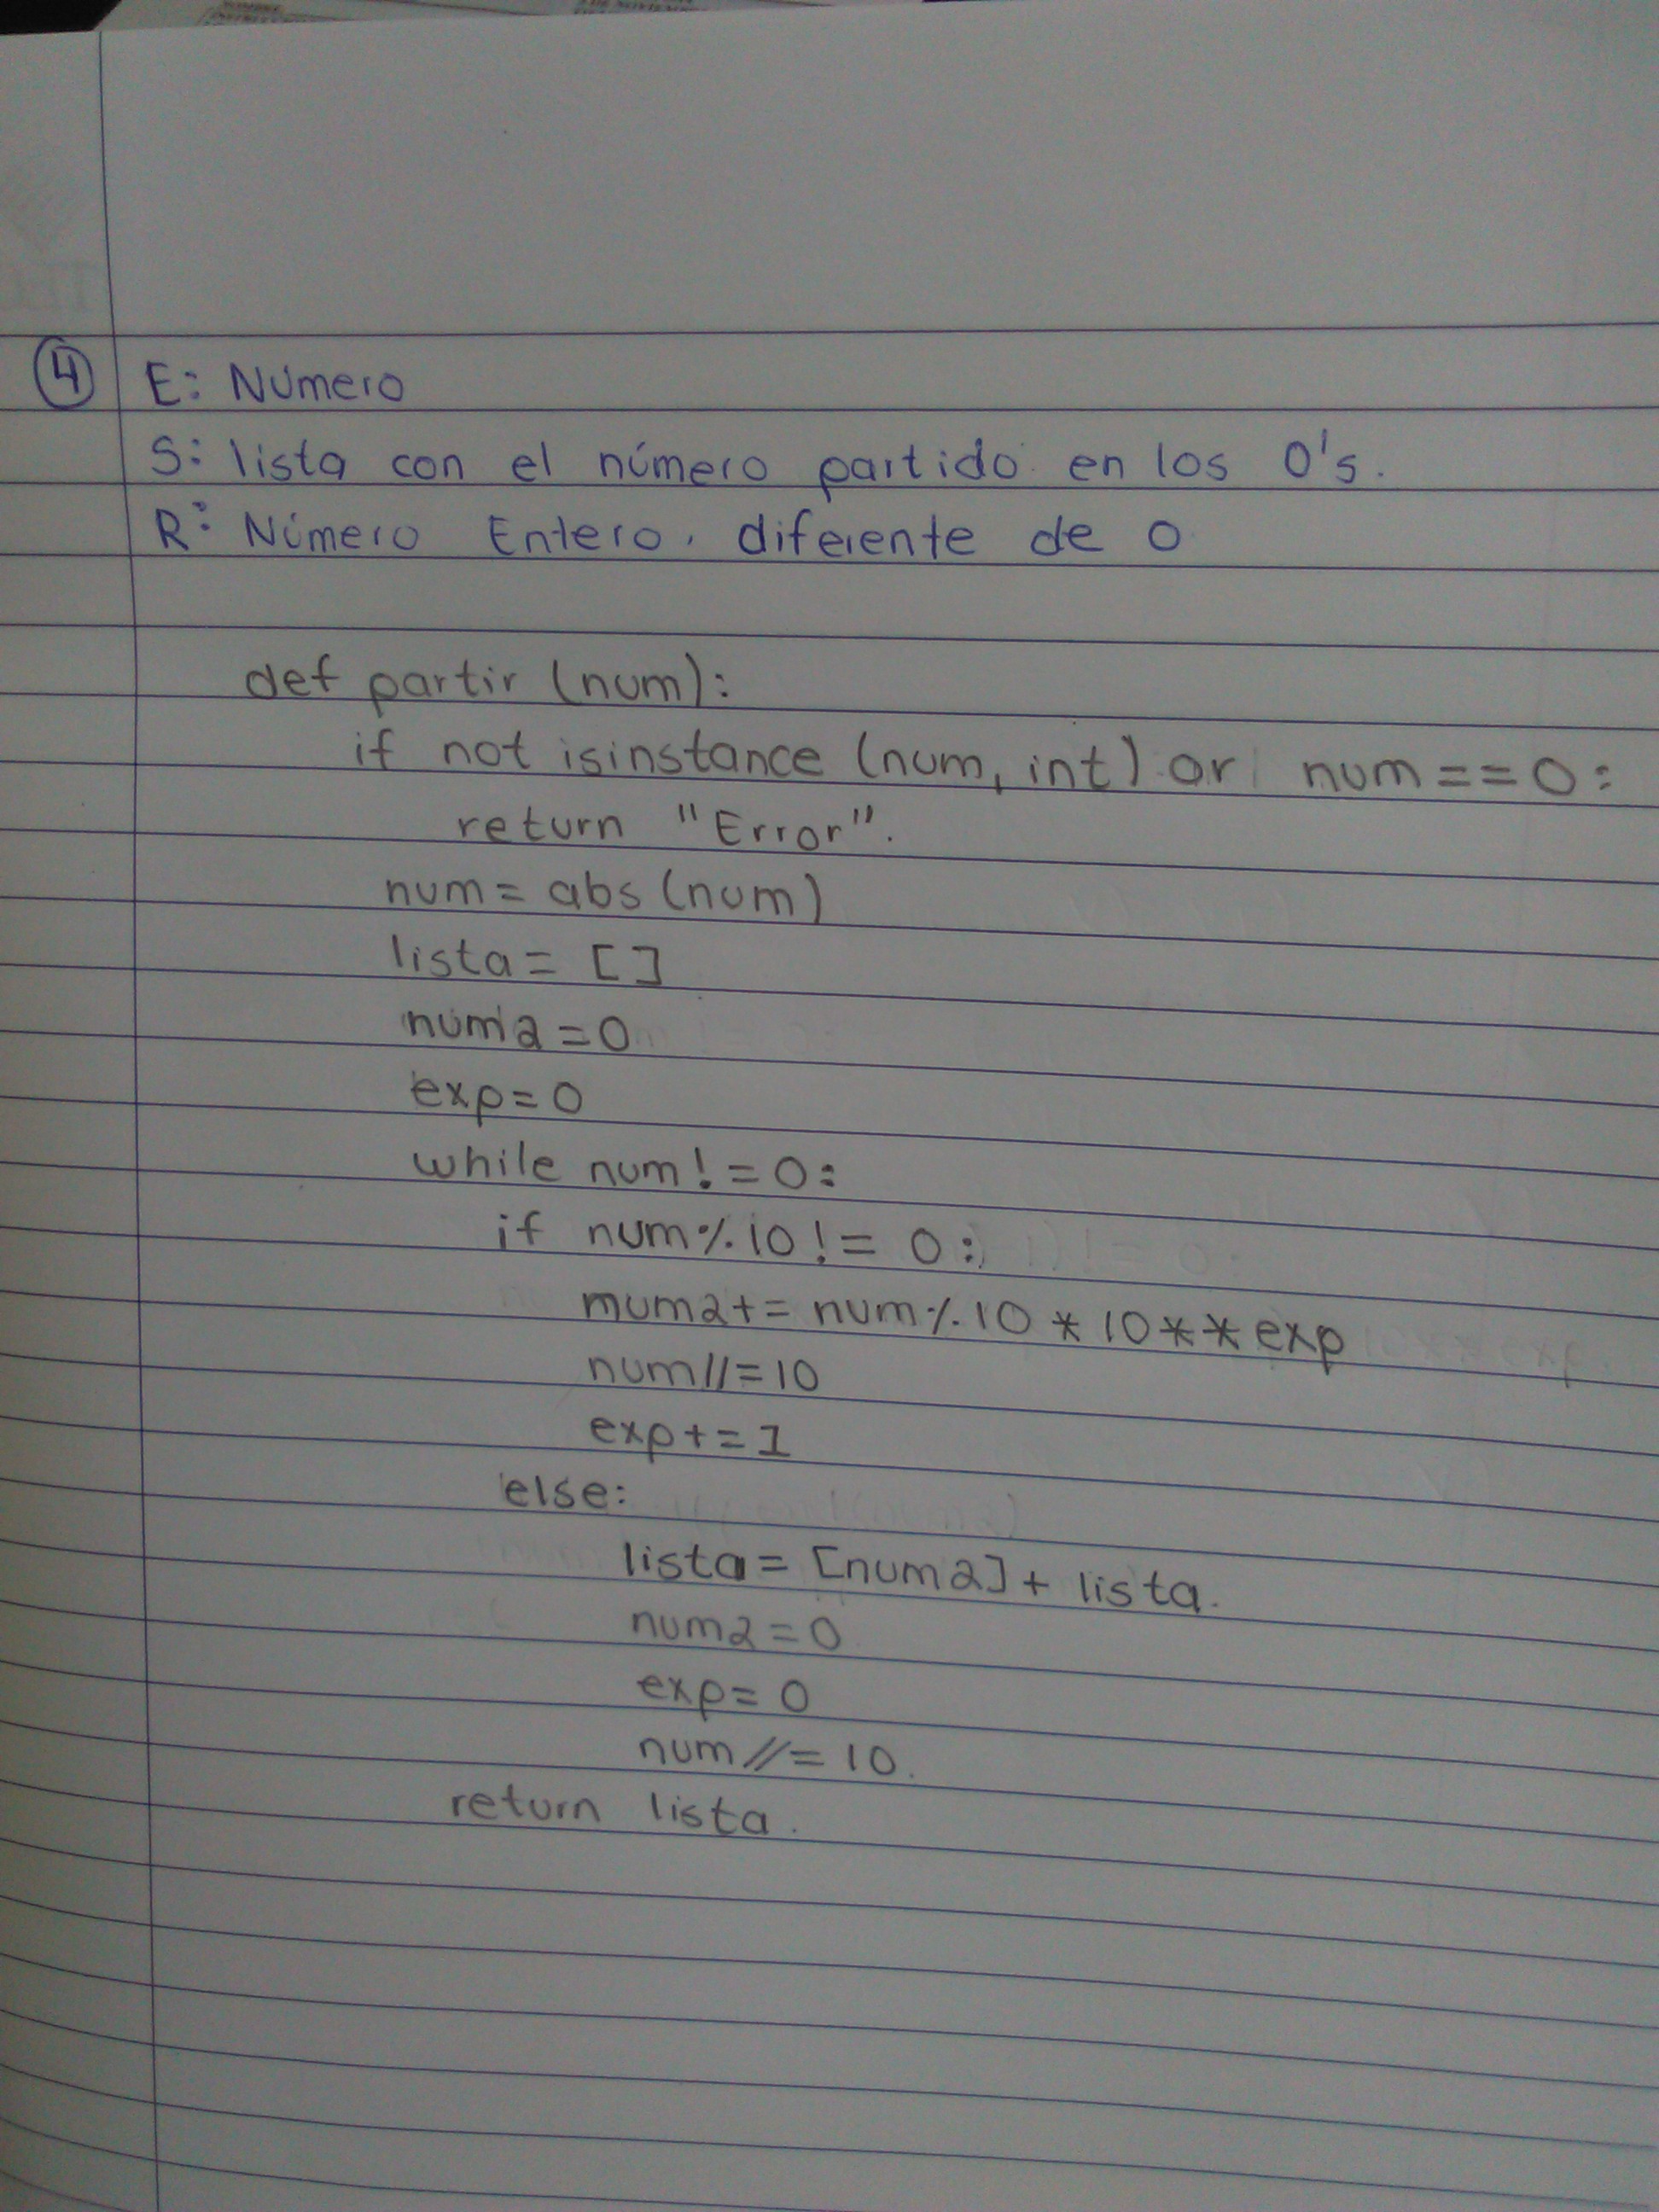 4 E: Número
S: lista con el número partido en los 0's.
R: Número Entero, diferente de 0
def partir (num):
if not isinstance (num, int) or num == 0:
return "Error".
num = abs (num)
lista = []
num2 = 0
exp = 0
while num != 0:
if num % 10 != 0:
num2 += num % 10 * 10 ** exp
num //= 10
exp += 1
else:
lista = [num2] + lista.
num2 = 0
exp = 0
num //= 10.
return lista.